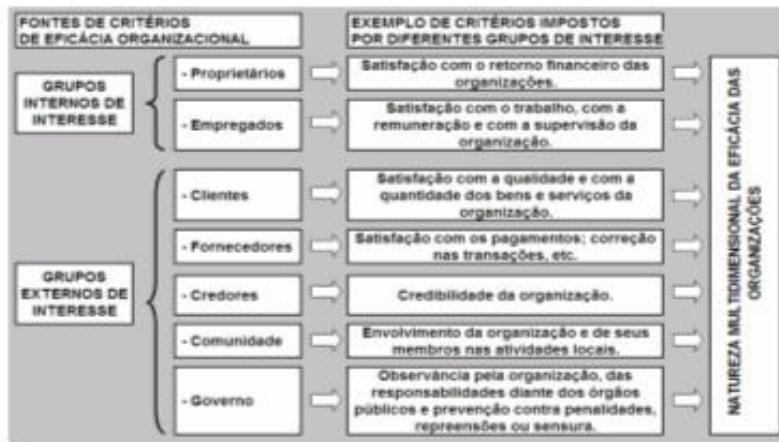 FONTES DE CRITÉRIOS
DE EFICÁCIA ORGANIZACIONAL
EXEMPLO DE CRITÉRIOS IMPOSTOS
POR DIFERENTES GRUPOS DE INTERESSE
GRUPOS
INTERNOS DE
INTERESSE
- Proprietários
Satisfação com o retorno financeiro das
organizações.
- Empregados
Satisfação com o trabalho, com a
remuneração e com a supervisão da
organização.
GRUPOS
EXTERNOS DE
INTERESSE
- Clientes
Satisfação com a qualidade e com a
quantidade dos bens e serviços da
organização.
- Fornecedores
Satisfação com os pagamentos; correção
nas transações, etc.
- Credores
Credibilidade da organização.
- Comunidade
Envolvimento da organização e de seus
membros nas atividades locais.
- Governo
Observância pela organização, das
responsabilidades diante dos órgãos
públicos e prevenção contra penalidades,
repreensões ou sensura.
NATUREZA MULTIDIMENSIONAL DA EFICÁCIA DAS
ORGANIZAÇÕES